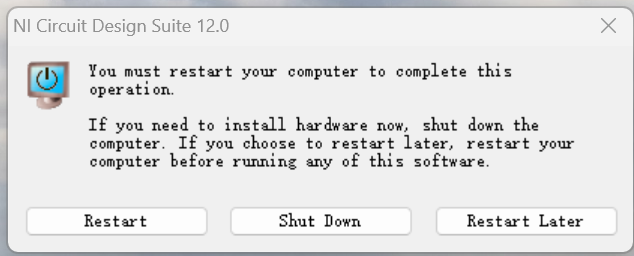 NI Circuit Design Suite 12.0
You must restart your computer to complete this
operation.
If you need to install hardware now, shut down the
computer. If you choose to restart later, restart your
computer before running any of this software.
Restart
Shut Down
Restart Later